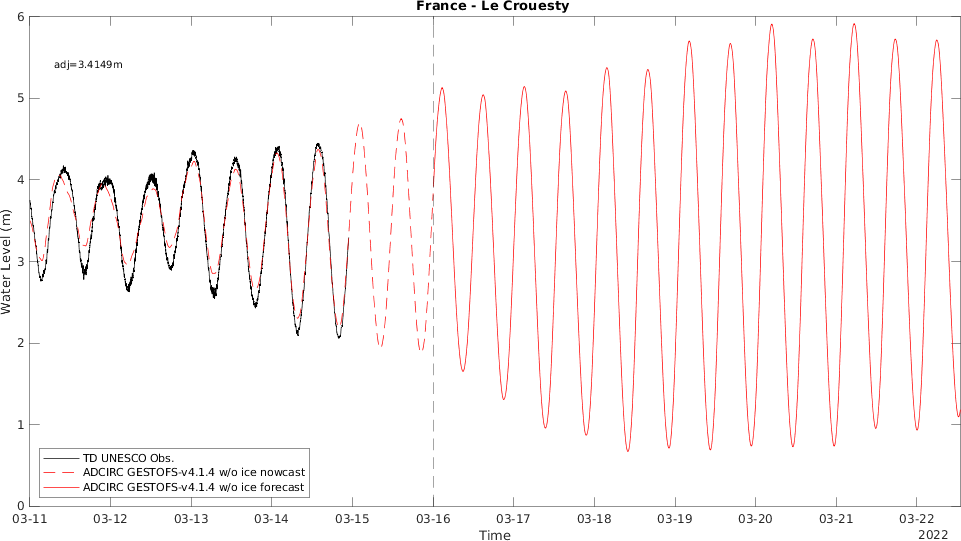 France - Le Crouesty
adj=3.4149m
6
5
4
3
2
1
0
Water Level (m)
TD UNESCO Obs.
ADCIRC GESTOFS-v4.1.4 w/o ice nowcast
ADCIRC GESTOFS-v4.1.4 w/o ice forecast
03-11 03-12 03-13 03-14 03-15 03-16 03-17 03-18 03-19 03-20 03-21 03-22
Time
2022